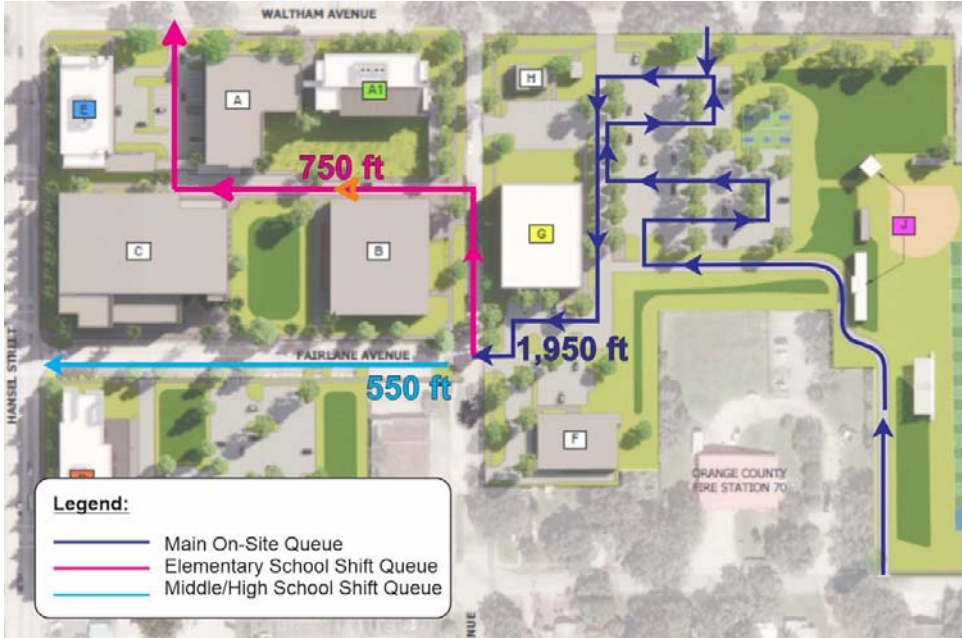 WALTHAM AVENUE
H
E
A
A1
750 ft
G
J
C
B
1,950 ft
FAIRLANE AVENUE
HANSEL STREET
550 ft
F
ORANGE COUNTY
FIRE STATION 70
Legend:
Main On-Site Queue
Elementary School Shift Queue
Middle/High School Shift Queue
NUE